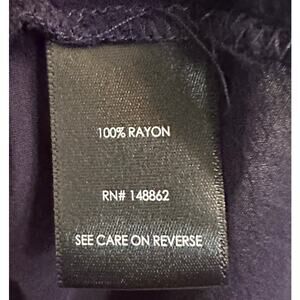 100% RAYON
RN# 148862
SEE CARE ON REVERSE